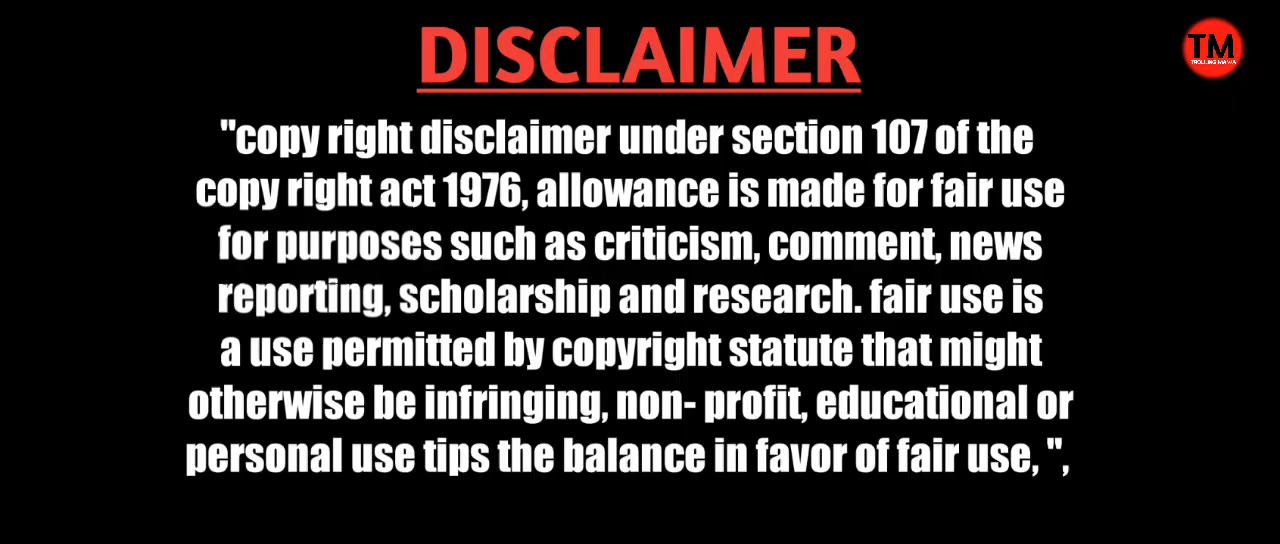 DISCLAIMER
TM
TROLLING MAWA
"copy right disclaimer under section 107 of the
copy right act 1976, allowance is made for fair use
for purposes such as criticism, comment, news
reporting, scholarship and research. fair use is
a use permitted by copyright statute that might
otherwise be infringing, non- profit, educational or
personal use tips the balance in favor of fair use, ",